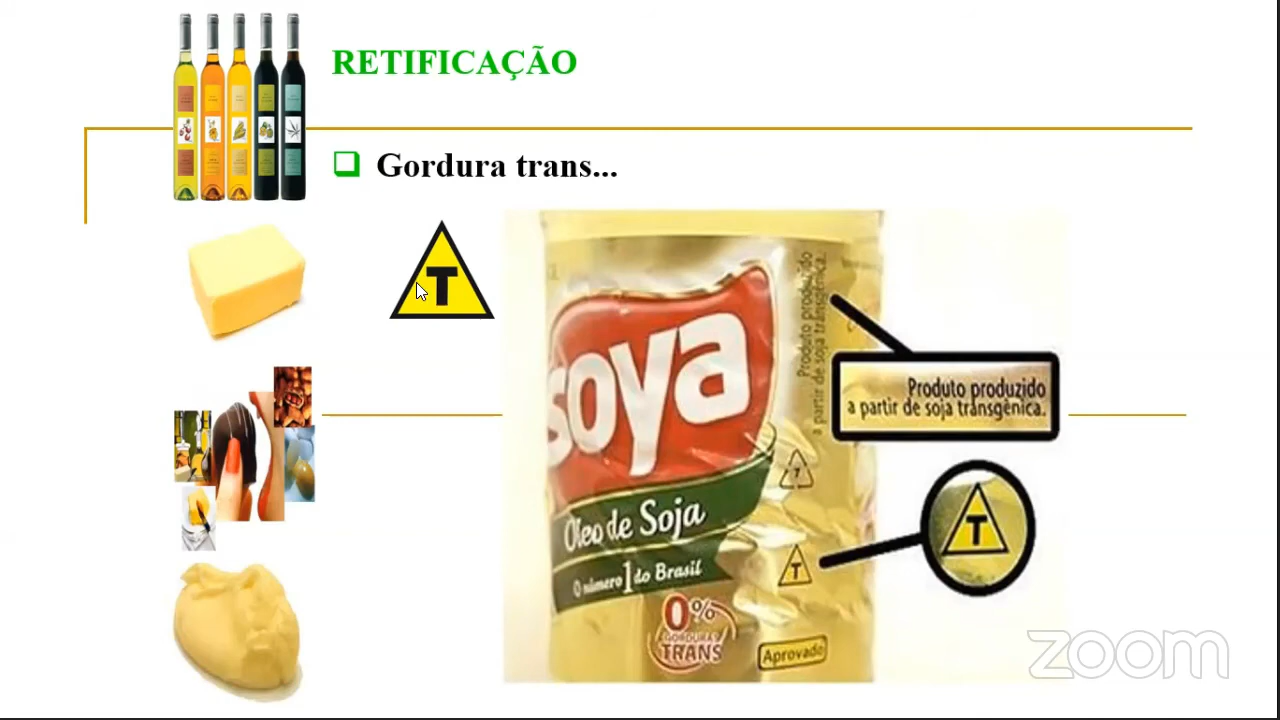 RETIFICAÇÃO
Gordura trans...
T
soya
Óleo de Soja
O número 1 do Brasil
0%
GORDURAS
TRANS
Aprovado
Produto produzido
a partir de soja transgênica.
T
Produto produzido
a partir de soja transgênica.
T
zoom